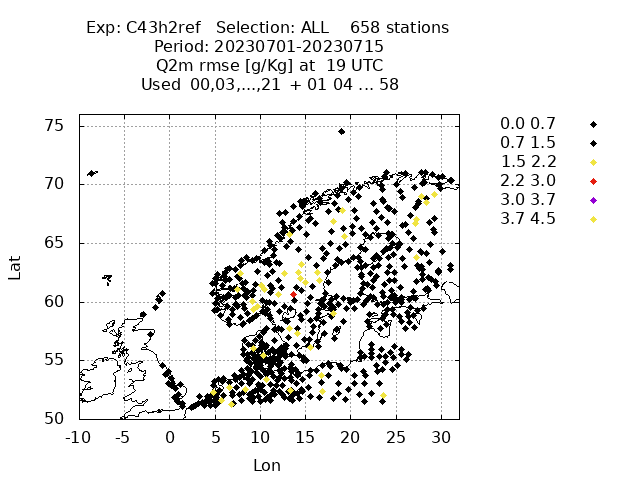 Exp: C43h2ref   Selection: ALL    658 stations
Period: 20230701-20230715
Q2m rmse [g/Kg] at  19 UTC
Used  00,03,...,21  + 01 04 ... 58
75
70
65
60
55
50
-10 -5 0 5 10 15 20 25 30
Lat
Lon
0.0 0.7
0.7 1.5
1.5 2.2
2.2 3.0
3.0 3.7
3.7 4.5